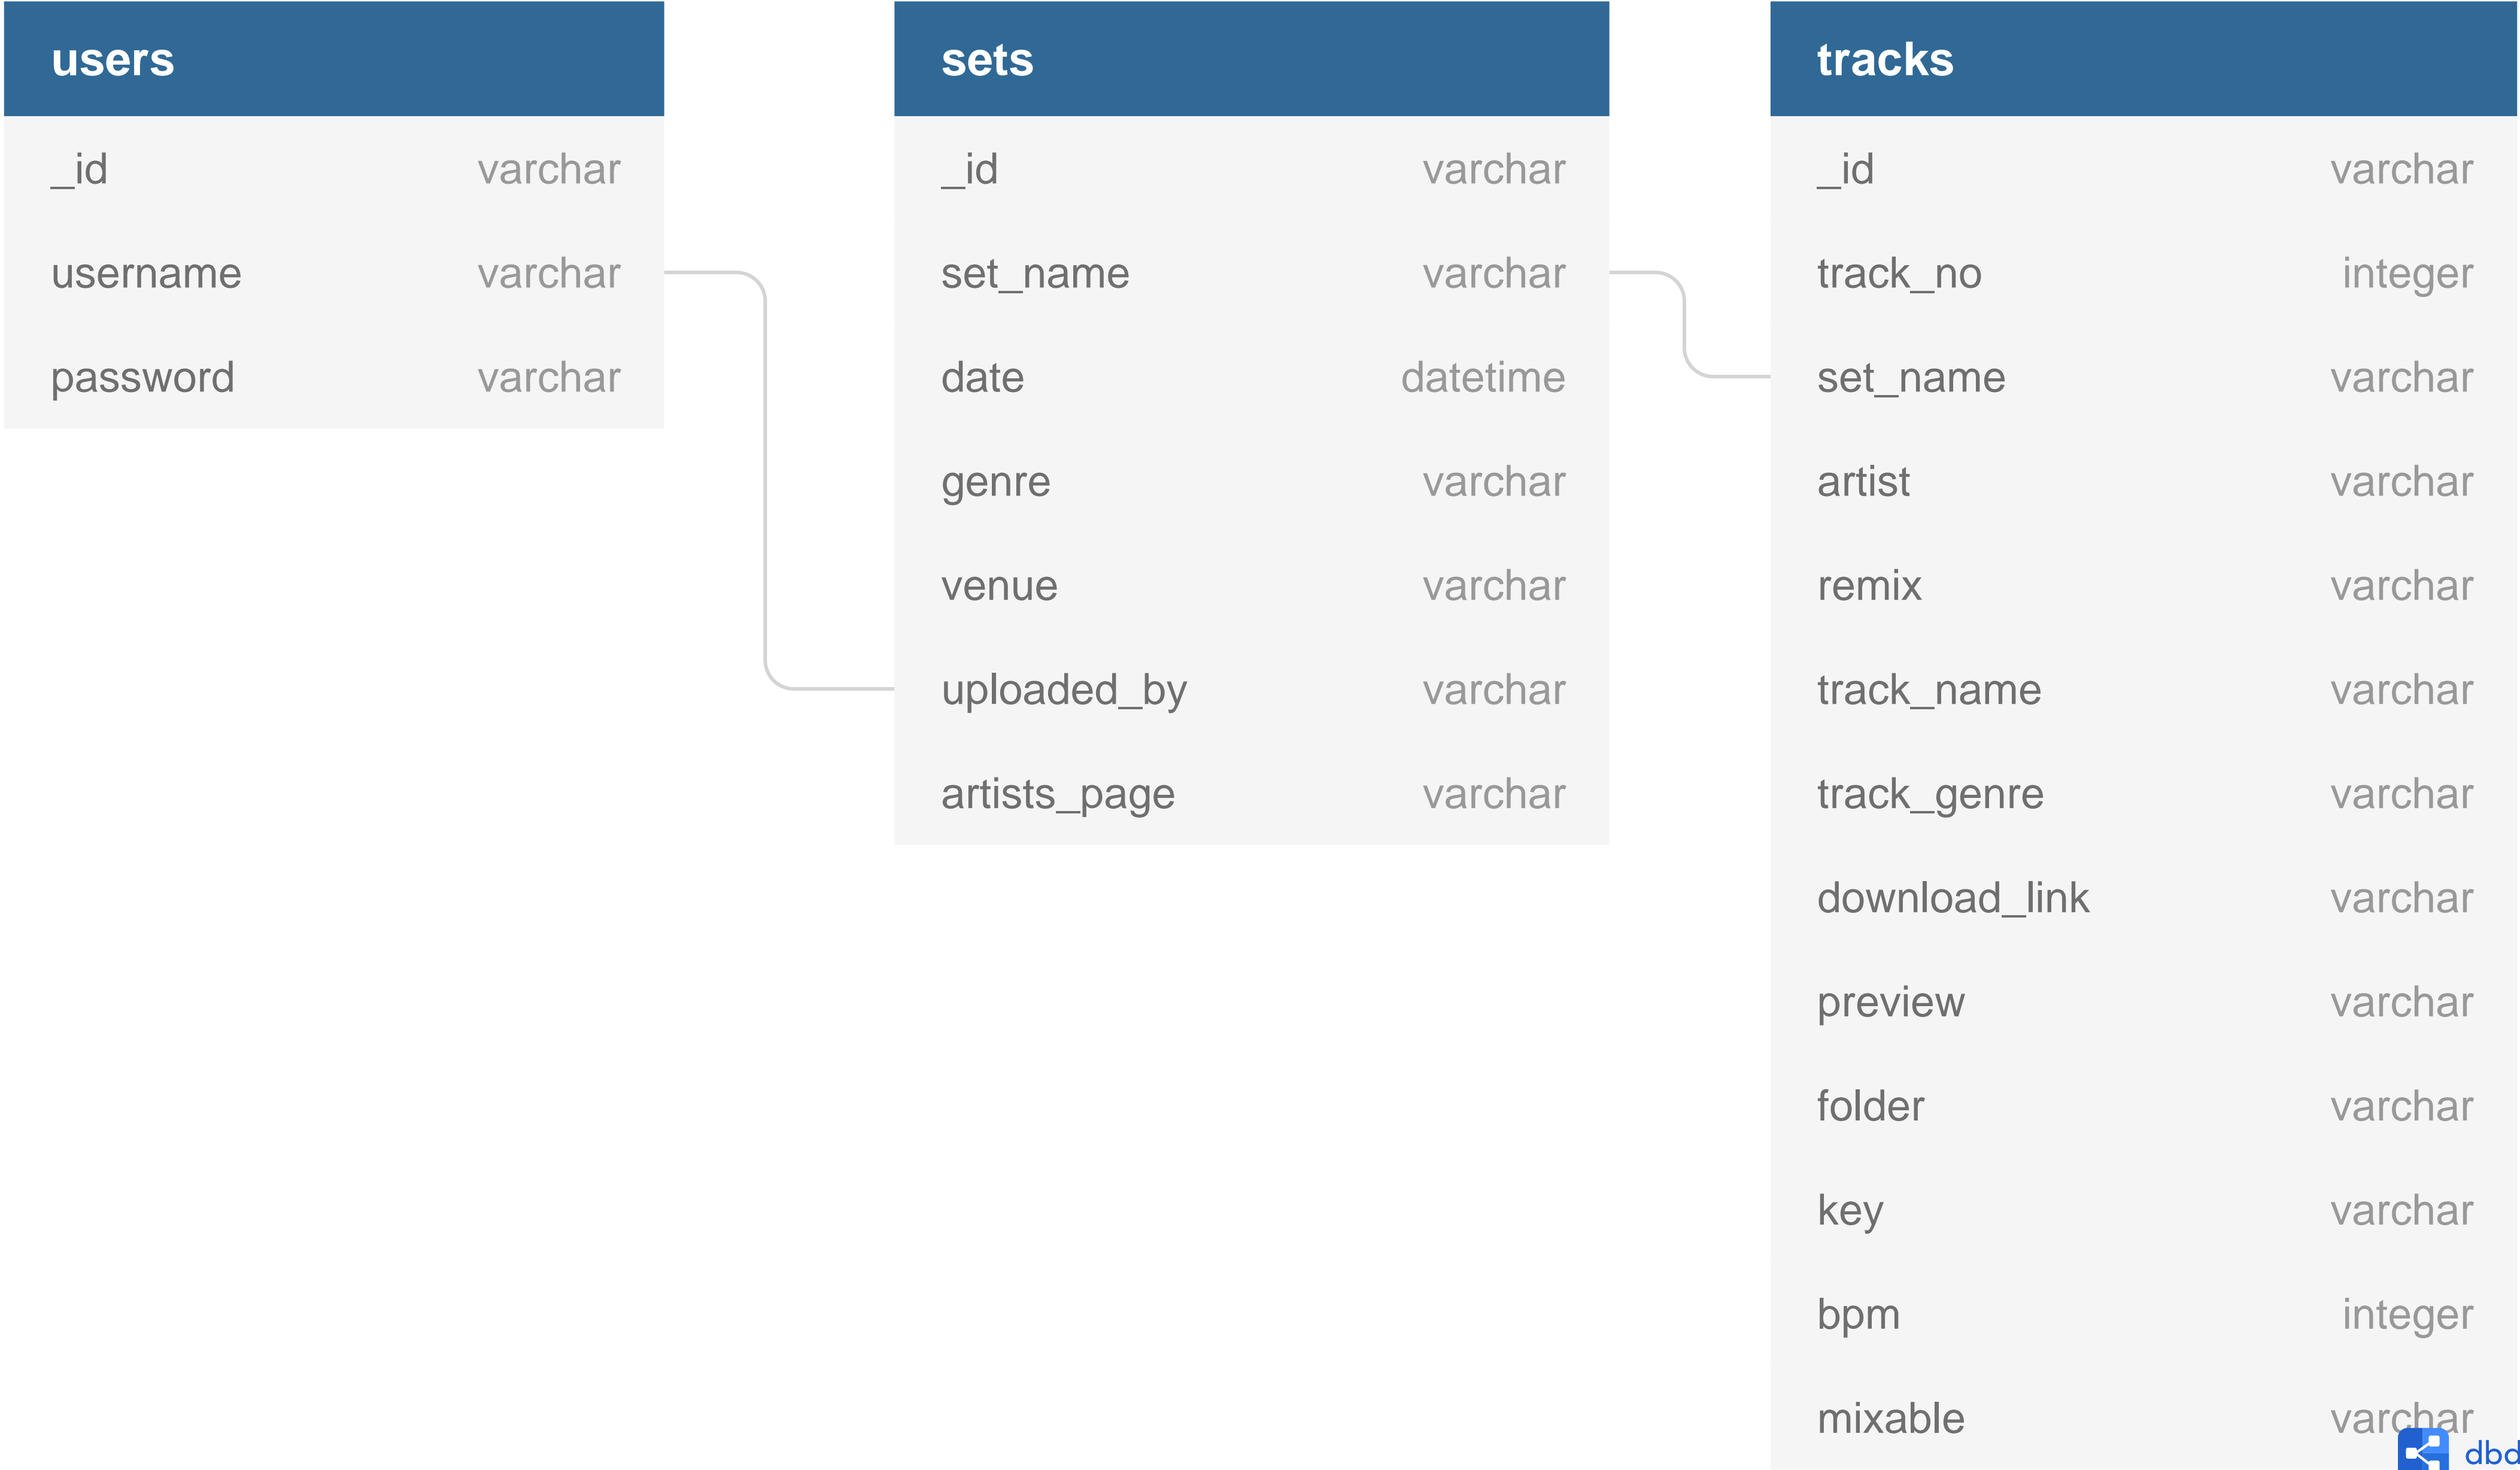 users
_id varchar
username varchar
password varchar
sets
_id varchar
set_name varchar
date datetime
genre varchar
venue varchar
uploaded_by varchar
artists_page varchar
tracks
_id varchar
track_no integer
set_name varchar
artist varchar
remix varchar
track_name varchar
track_genre varchar
download_link varchar
preview varchar
folder varchar
key varchar
bpm integer
mixable varchar
dbd